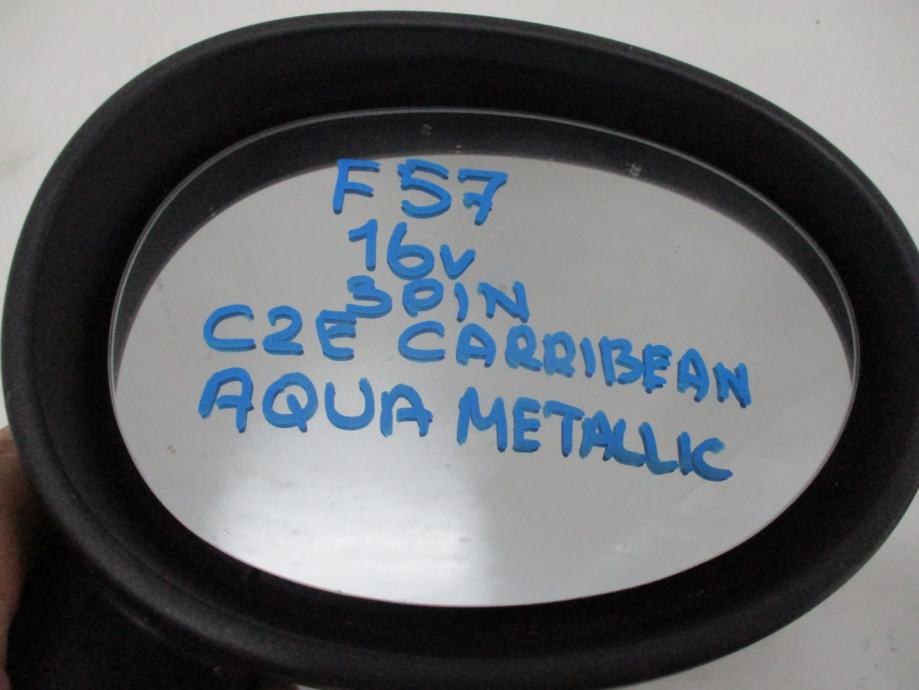 F57
16v
3PIN
C2E CARRIBEAN
AQUA METALLIC